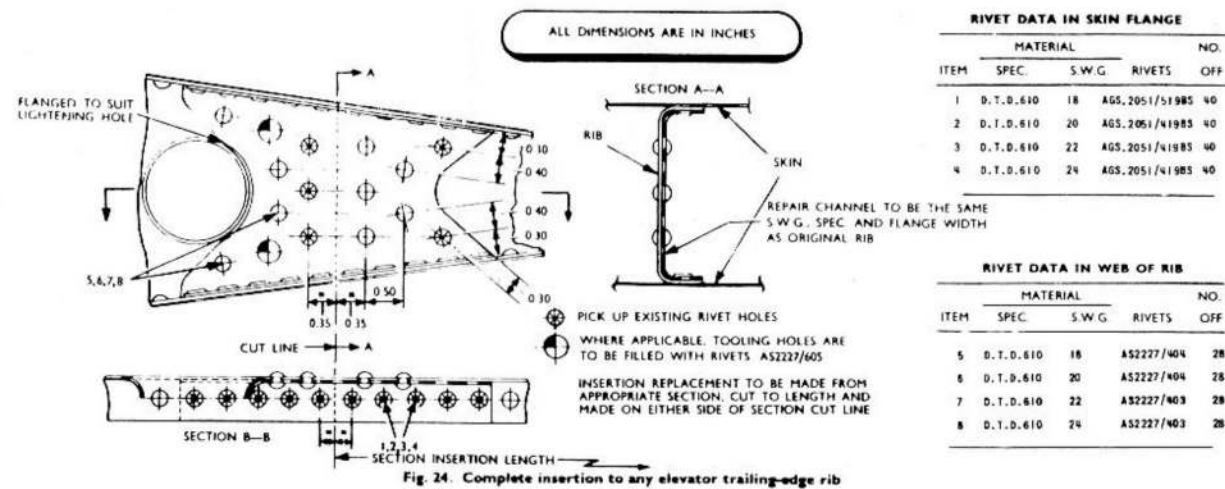 ALL DIMENSIONS ARE IN INCHES
A
FLANGED TO SUIT
LIGHTENING HOLE
0 10
0 40
0 40
0 30
0 30
5,6,7,8
= =
0 50
0.35 0.35
CUT LINE
A
SECTION A—A
RIB
SKIN
REPAIR CHANNEL TO BE THE SAME
S.W.G., SPEC. AND FLANGE WIDTH
AS ORIGINAL RIB
PICK UP EXISTING RIVET HOLES
WHERE APPLICABLE, TOOLING HOLES ARE
TO BE FILLED WITH RIVETS AS2227/605
INSERTION REPLACEMENT TO BE MADE FROM
APPROPRIATE SECTION, CUT TO LENGTH AND
MADE ON EITHER SIDE OF SECTION CUT LINE
SECTION B—B
= =
1,2,3,4
SECTION INSERTION LENGTH
RIVET DATA IN SKIN FLANGE
MATERIAL NO.
ITEM SPEC. S.W.G. RIVETS OFF
1 D.T.D.610 18 AGS.2051/519BS 40
2 D.T.D.610 20 AGS.2051/419BS 40
3 D.T.D.610 22 AGS.2051/419BS 40
4 D.T.D.610 24 AGS.2051/419BS 40
RIVET DATA IN WEB OF RIB
MATERIAL NO.
ITEM SPEC. S.W.G. RIVETS OFF
5 D.T.D.610 18 AS2227/404 28
6 D.T.D.610 20 AS2227/404 28
7 D.T.D.610 22 AS2227/403 28
8 D.T.D.610 24 AS2227/403 28
Fig. 24. Complete insertion to any elevator trailing-edge rib